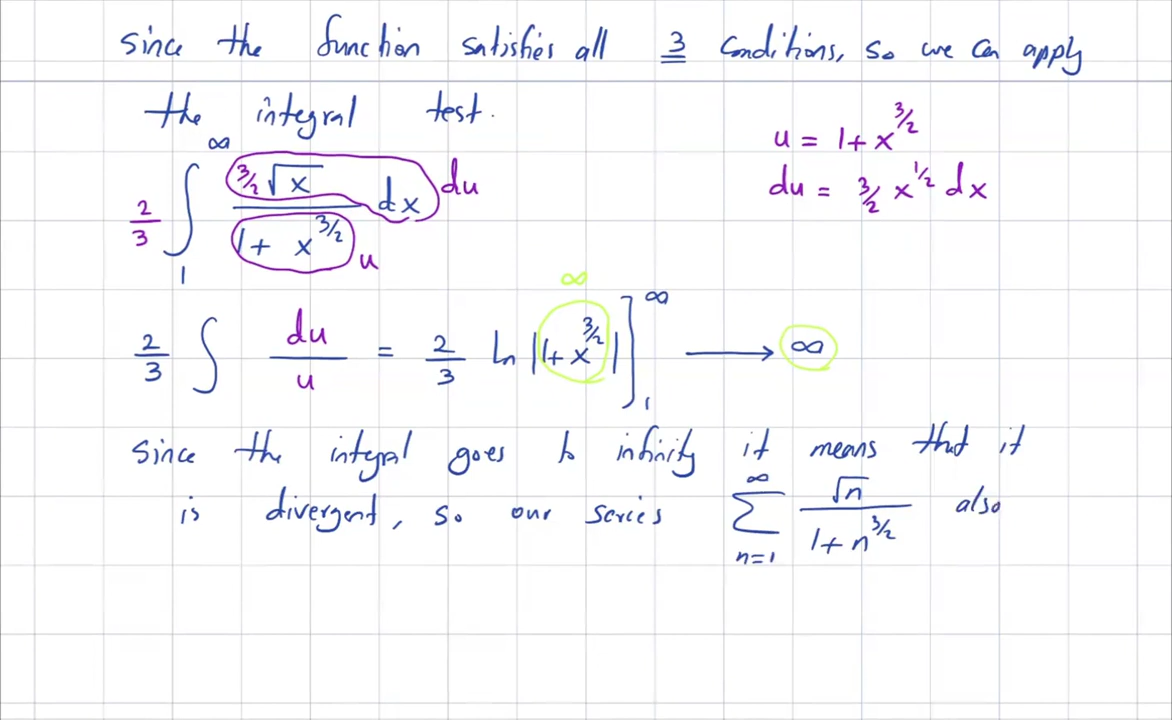 since the function satisfies all 3 conditions, so we can apply
the integral test.
u = 1 + x^{3/2}
du = 3/2 x^{1/2} dx
2/3 ∫_1^∞ (3/2 √x dx)/(1 + x^{3/2}) du u
∞
2/3 ∫ du/u = 2/3 ln |1 + x^{3/2}| ]_1^∞ → ∞
since the integral goes to infinity it means that it
is divergent, so our series ∑_{n=1}^∞ √n/(1 + n^{3/2}) also